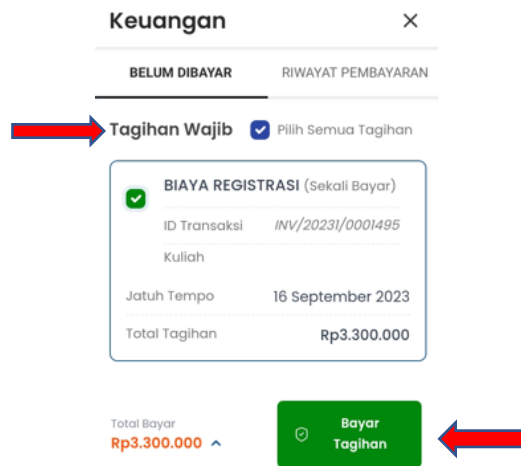 Keuangan
BELUM DIBAYAR RIWAYAT PEMBAYARAN
Tagihan Wajib Pilih Semua Tagihan
BIAYA REGISTRASI (Sekali Bayar)
ID Transaksi INV/20231/0001495
Kuliah
Jatuh Tempo 16 September 2023
Total Tagihan Rp3.300.000
Total Bayar
Rp3.300.000
Bayar
Tagihan